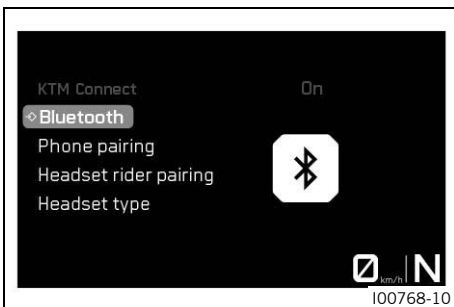 KTM Connect On
Bluetooth
Phone pairing
Headset rider pairing
Headset type
0 km/h N
I00768-10